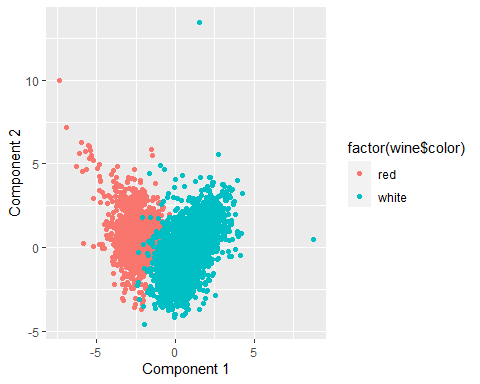 Component 2
10
5
0
-5
-5
0
5
Component 1
factor(wine$color)
red
white